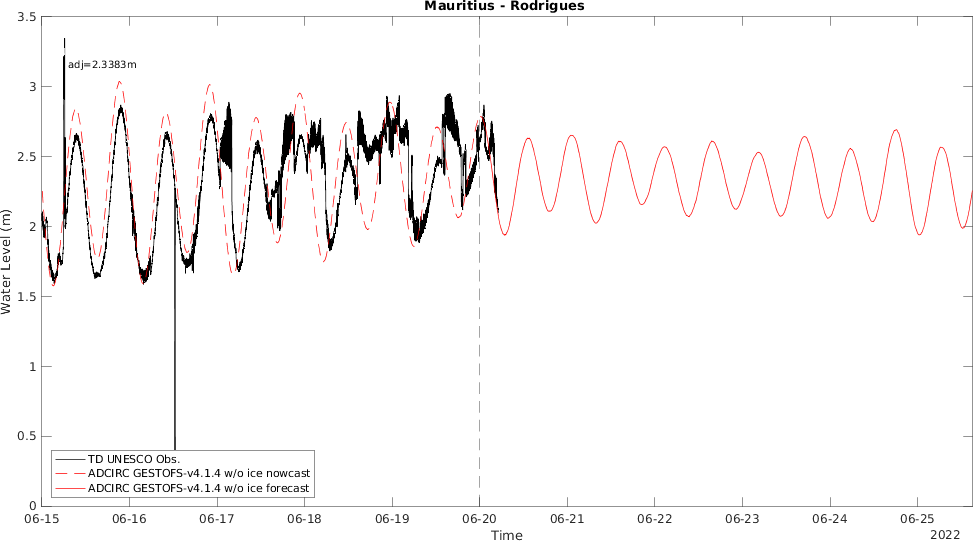 Mauritius - Rodrigues
3.5
3
2.5
2
1.5
1
0.5
0
Water Level (m)
adj=2.3383m
TD UNESCO Obs.
ADCIRC GESTOFS-v4.1.4 w/o ice nowcast
ADCIRC GESTOFS-v4.1.4 w/o ice forecast
06-15 06-16 06-17 06-18 06-19 06-20 06-21 06-22 06-23 06-24 06-25
Time
2022